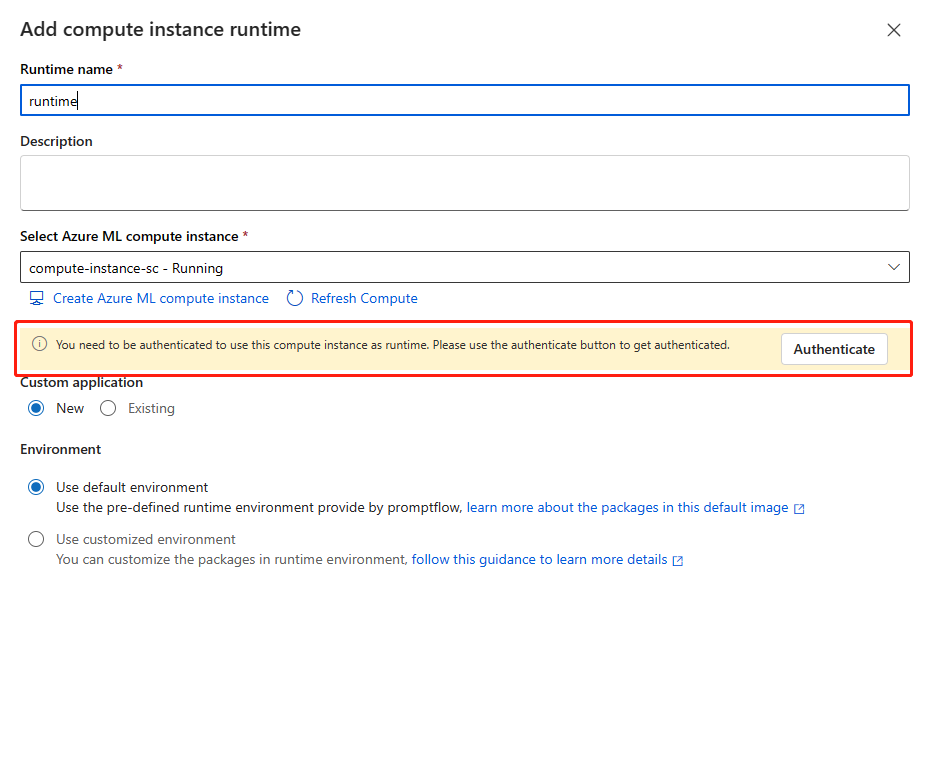 Add compute instance runtime
Runtime name *
runtime
Description
Select Azure ML compute instance *
compute-instance-sc - Running
Create Azure ML compute instance Refresh Compute
You need to be authenticated to use this compute instance as runtime. Please use the authenticate button to get authenticated. Authenticate
Custom application
New Existing
Environment
Use default environment
Use the pre-defined runtime environment provide by promptflow, learn more about the packages in this default image
Use customized environment
You can customize the packages in runtime environment, follow this guidance to learn more details